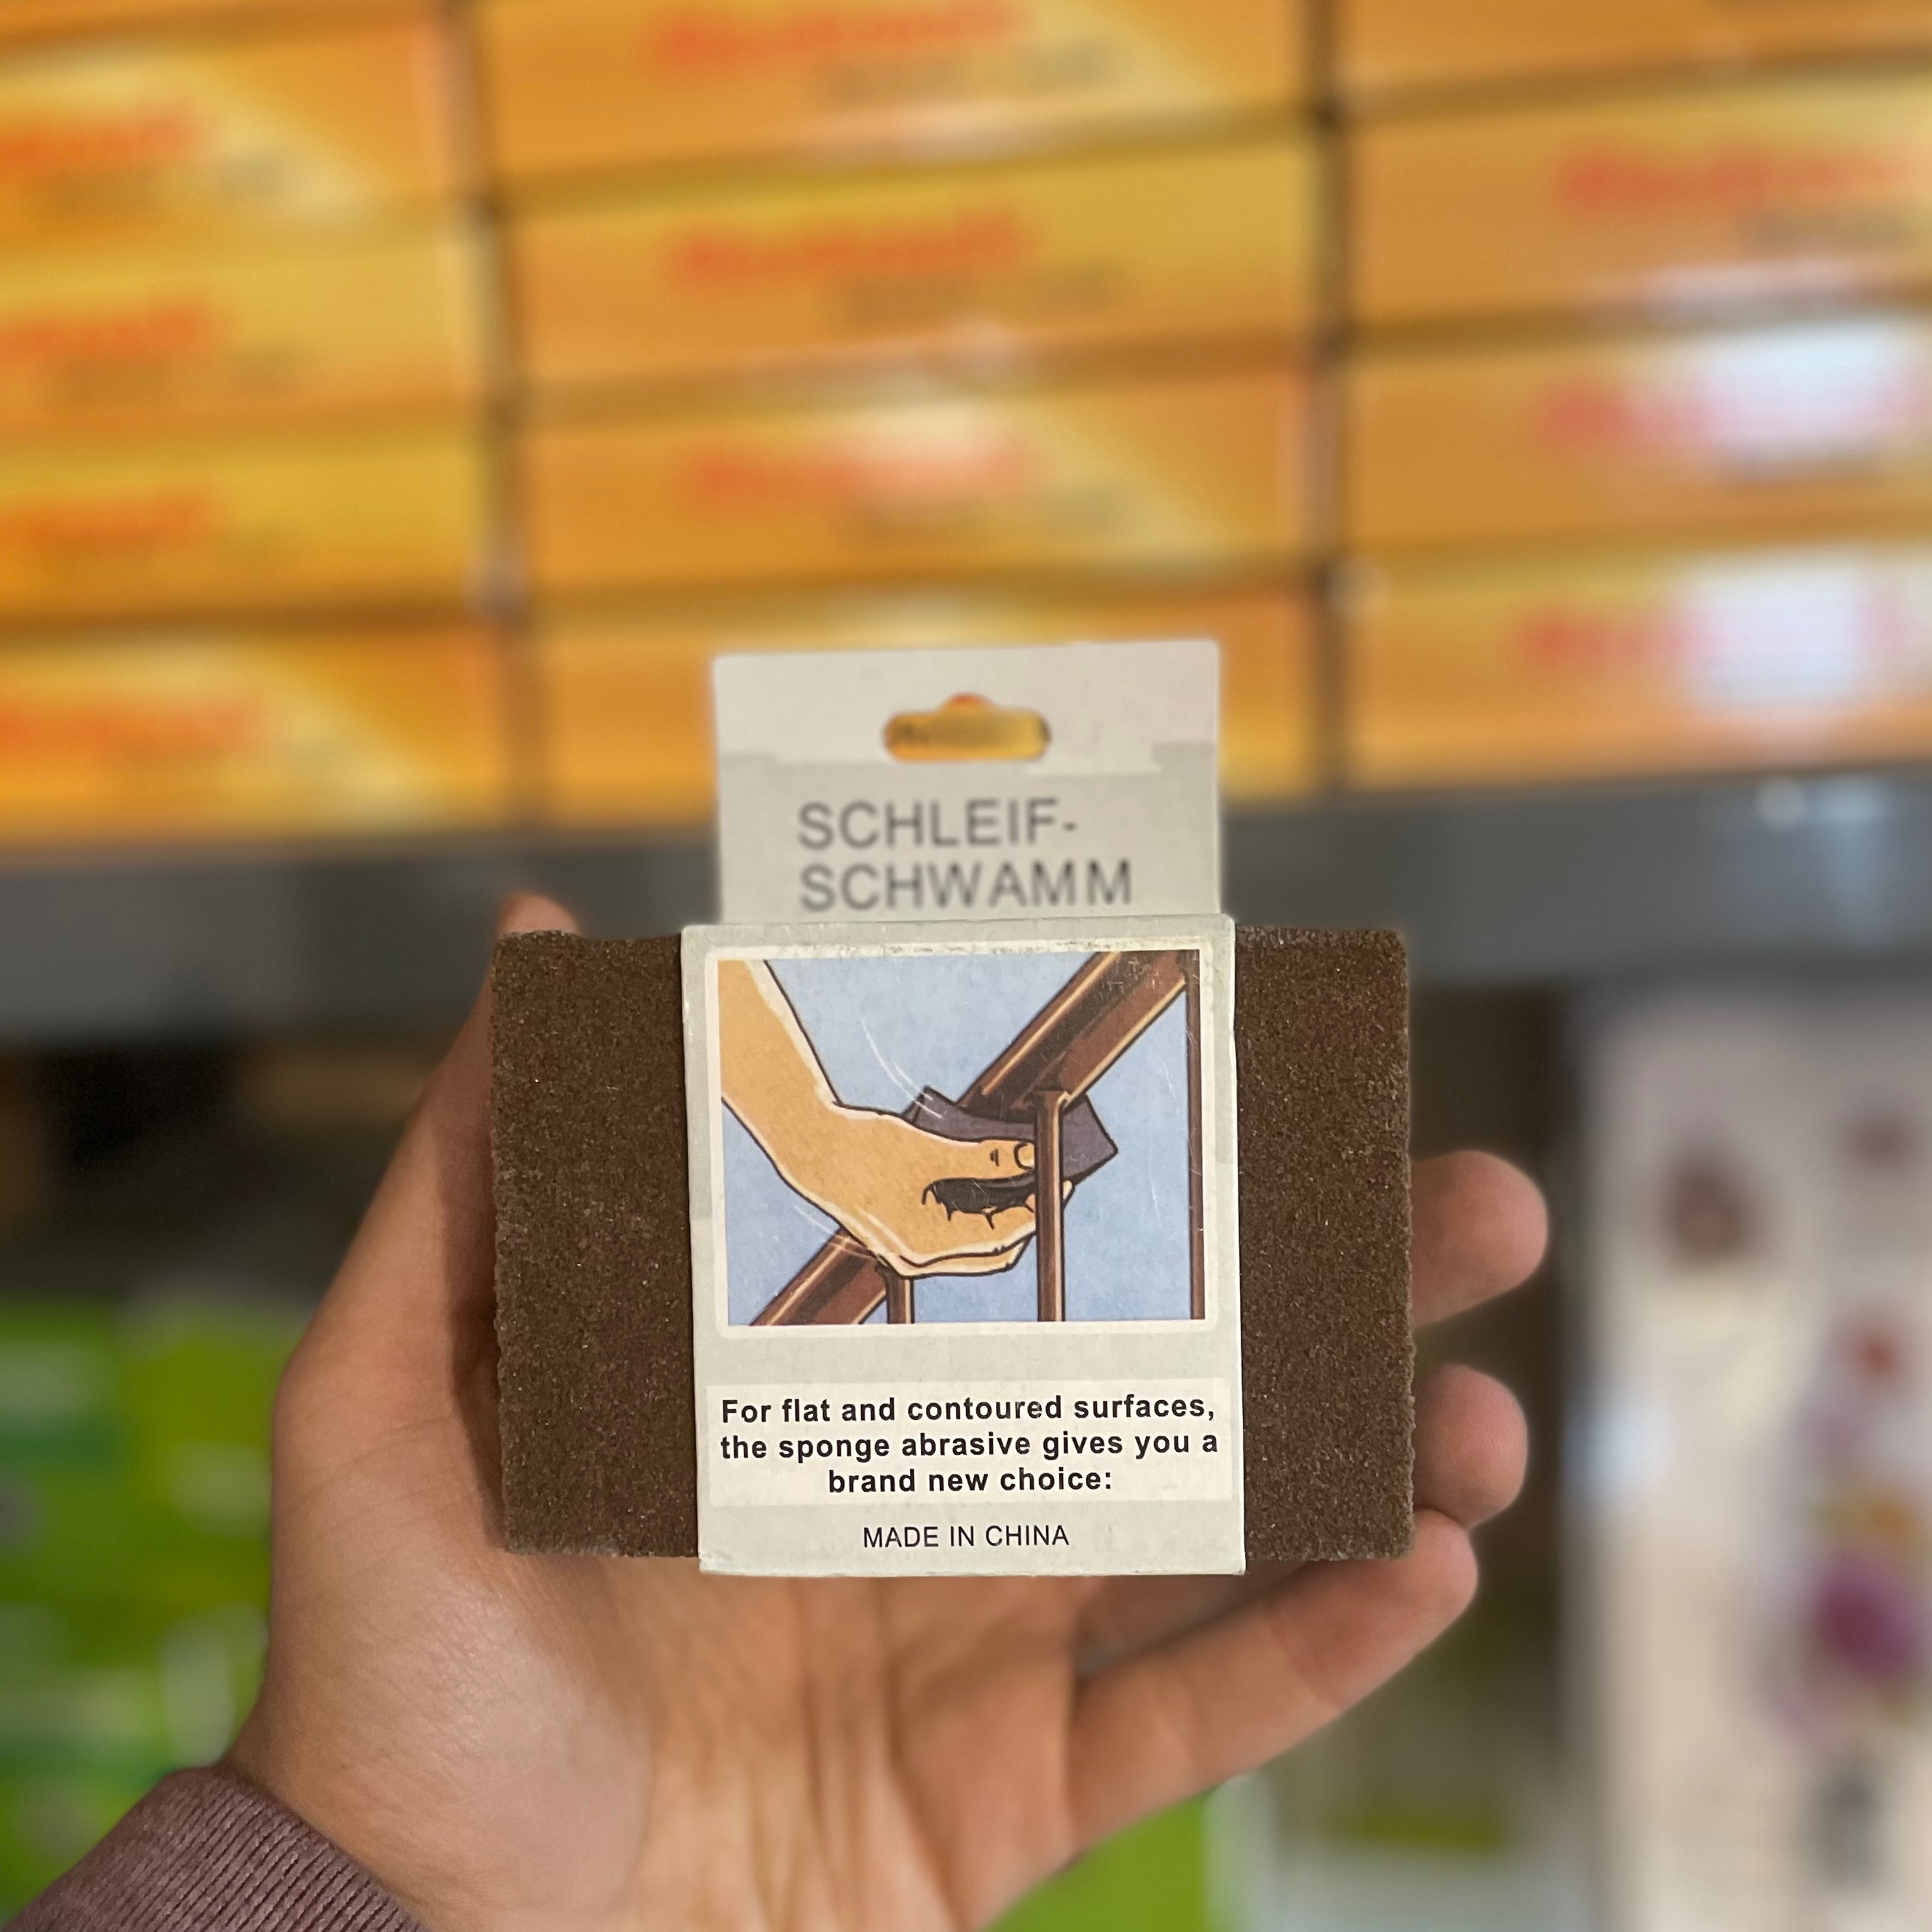 SCHLEIF-
SCHWAMM
For flat and contoured surfaces,
the sponge abrasive gives you a
brand new choice:
MADE IN CHINA